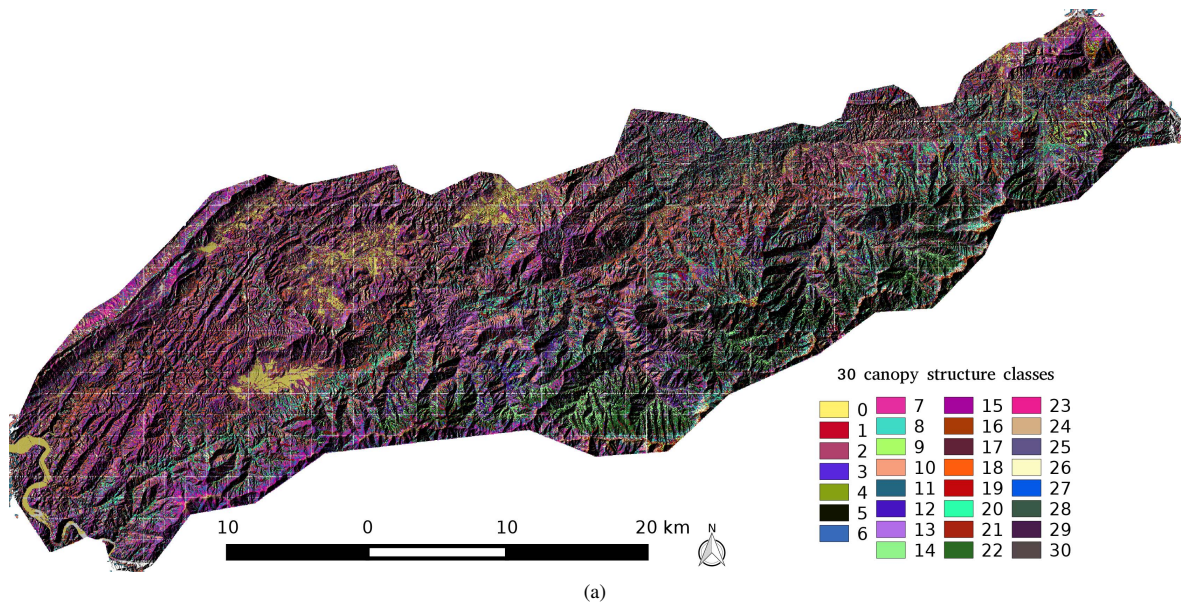 30 canopy structure classes
0 7 15 23
1 8 16 24
2 9 17 25
3 10 18 26
4 11 19 27
5 12 20 28
6 13 21 29
14 22 30
10 0 10 20 km
N
(a)